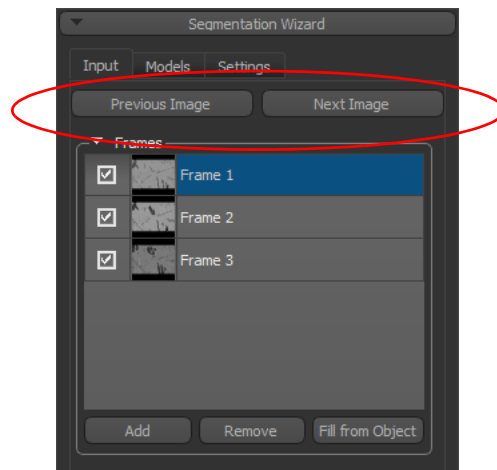 Segmentation Wizard
Input Models Settings
Previous Image Next Image
Frames
Frame 1
Frame 2
Frame 3
Add Remove Fill from Object